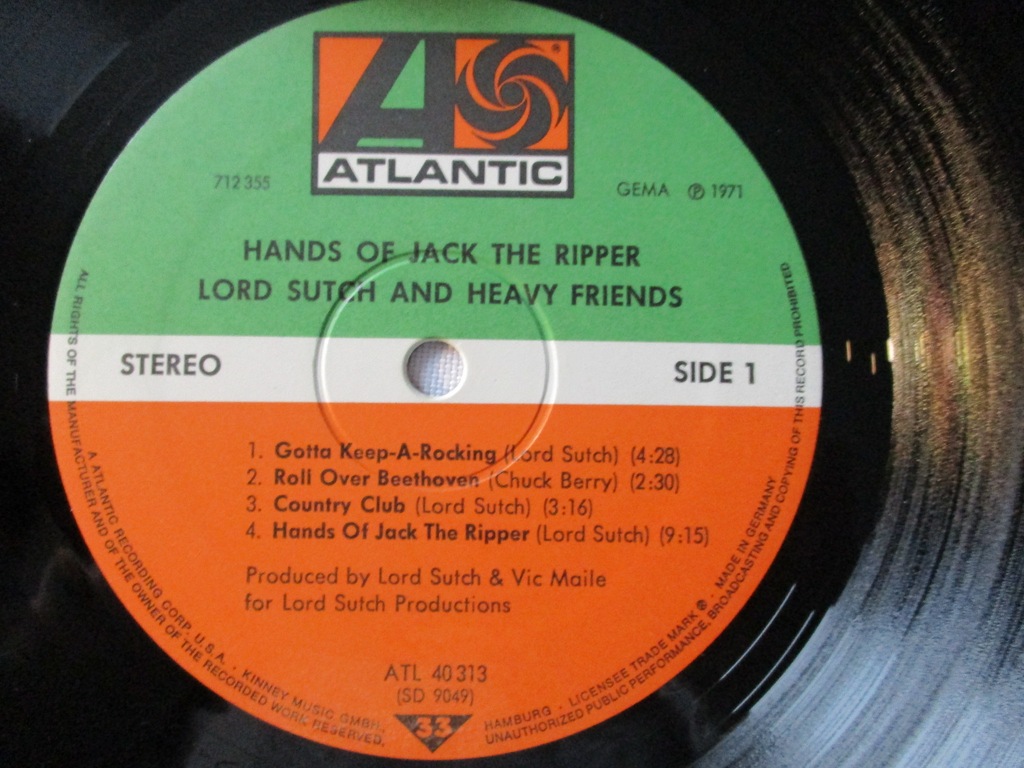 A
®
ATLANTIC
712 355
GEMA ℗ 1971
HANDS OF JACK THE RIPPER
LORD SUTCH AND HEAVY FRIENDS
STEREO
SIDE 1
1. Gotta Keep-A-Rocking (Lord Sutch) (4:28)
2. Roll Over Beethoven (Chuck Berry) (2:30)
3. Country Club (Lord Sutch) (3:16)
4. Hands Of Jack The Ripper (Lord Sutch) (9:15)
Produced by Lord Sutch & Vic Maile
for Lord Sutch Productions
ATL 40 313
(SD 9049)
33
ALL RIGHTS OF THE MANUFACTURER AND OF THE OWNER OF THE RECORDED WORK RESERVED. UNAUTHORIZED PUBLIC PERFORMANCE, BROADCASTING AND COPYING OF THIS RECORD PROHIBITED
A. ATLANTIC RECORDING CORP. U.S.A. · KINNEY MUSIC GMBH, HAMBURG · LICENSEE TRADE MARK ® · MADE IN GERMANY